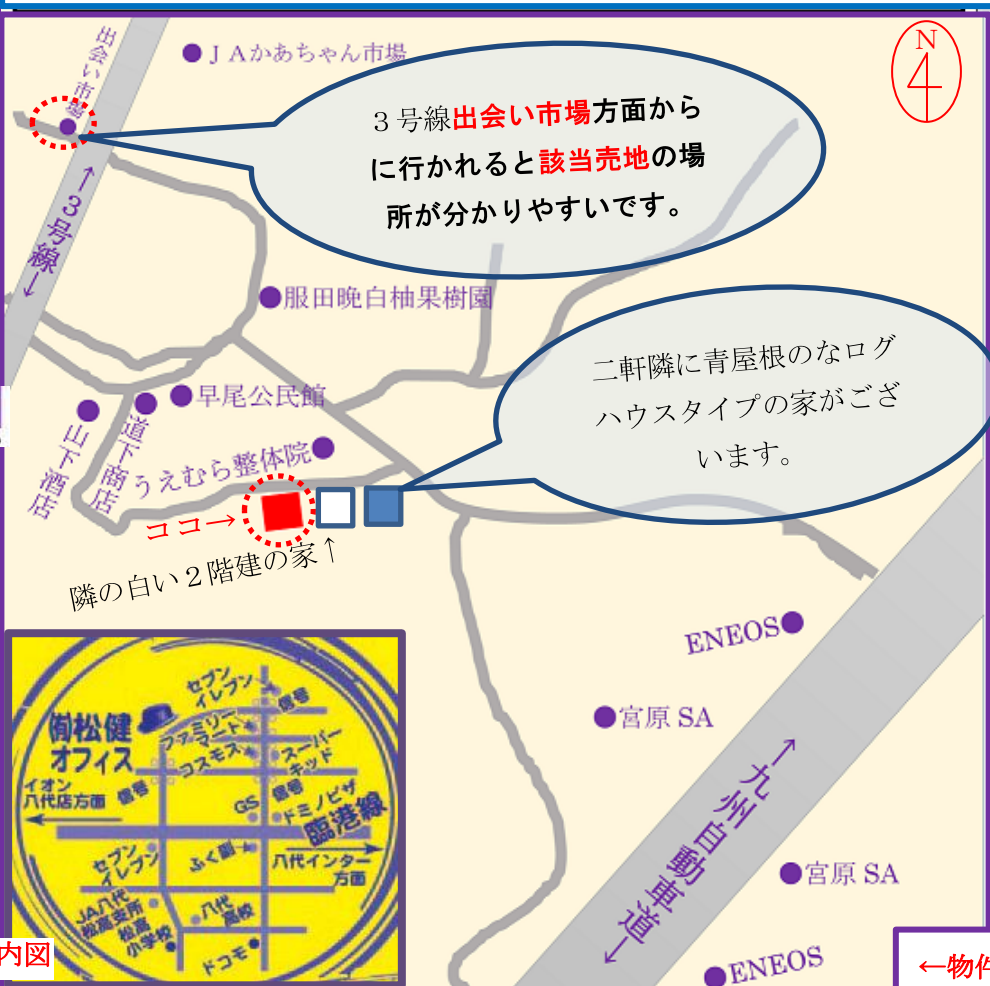 出会い市場
●ＪＡかあちゃん市場
N
３号線出会い市場方面から
に行かれると該当売地の場
所が分かりやすいです。
←３号線→
●服田晩白柚果樹園
二軒隣に青屋根のなログ
ハウスタイプの家がござ
います。
●早尾公民館
山下酒店
道下商店
うえむら整体院●
ココ→
隣の白い２階建の家↑
ENEOS●
●宮原 SA
←九州自動車道→
●宮原 SA
●ENEOS
㈲松健
オフィス
セブン
イレブン
信号
ファミリー
マート
コスモス
スーパー
キッド
イオン
八代店方面
信号
GS
信号
ドミノピザ
臨港線
セブン
イレブン
ふく副
八代インター
方面
JA八代
松高支所
松高
小学校
八代
高校
ドコモ
内図
←物件